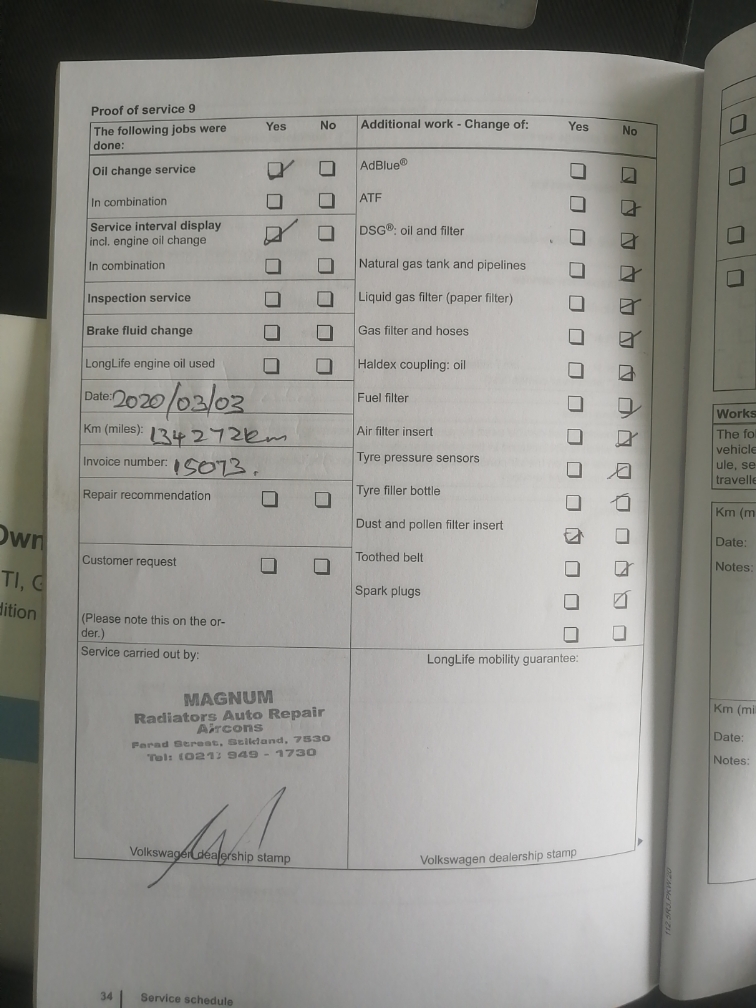 Proof of service 9
The following jobs were done: Yes No
Oil change service
In combination
Service interval display
incl. engine oil change
In combination
Inspection service
Brake fluid change
LongLife engine oil used
Date: 2020/03/03
Km (miles): 134272km
Invoice number: 15073.
Repair recommendation
Customer request
(Please note this on the or-
der.)
Additional work - Change of: Yes No
AdBlue®
ATF
DSG®: oil and filter
Natural gas tank and pipelines
Liquid gas filter (paper filter)
Gas filter and hoses
Haldex coupling: oil
Fuel filter
Air filter insert
Tyre pressure sensors
Tyre filler bottle
Dust and pollen filter insert
Toothed belt
Spark plugs
Service carried out by:
MAGNUM
Radiators Auto Repair
Aircons
Parad Street, Stikland, 7530
Tel: (021) 949 - 1730
Volkswagen dealership stamp
LongLife mobility guarantee:
Volkswagen dealership stamp
34 Service schedule
Own
TI, G
dition
Works
The fo
vehicle
ule, se
travelle
Km (m
Date:
Notes:
Km (mi
Date:
Notes: